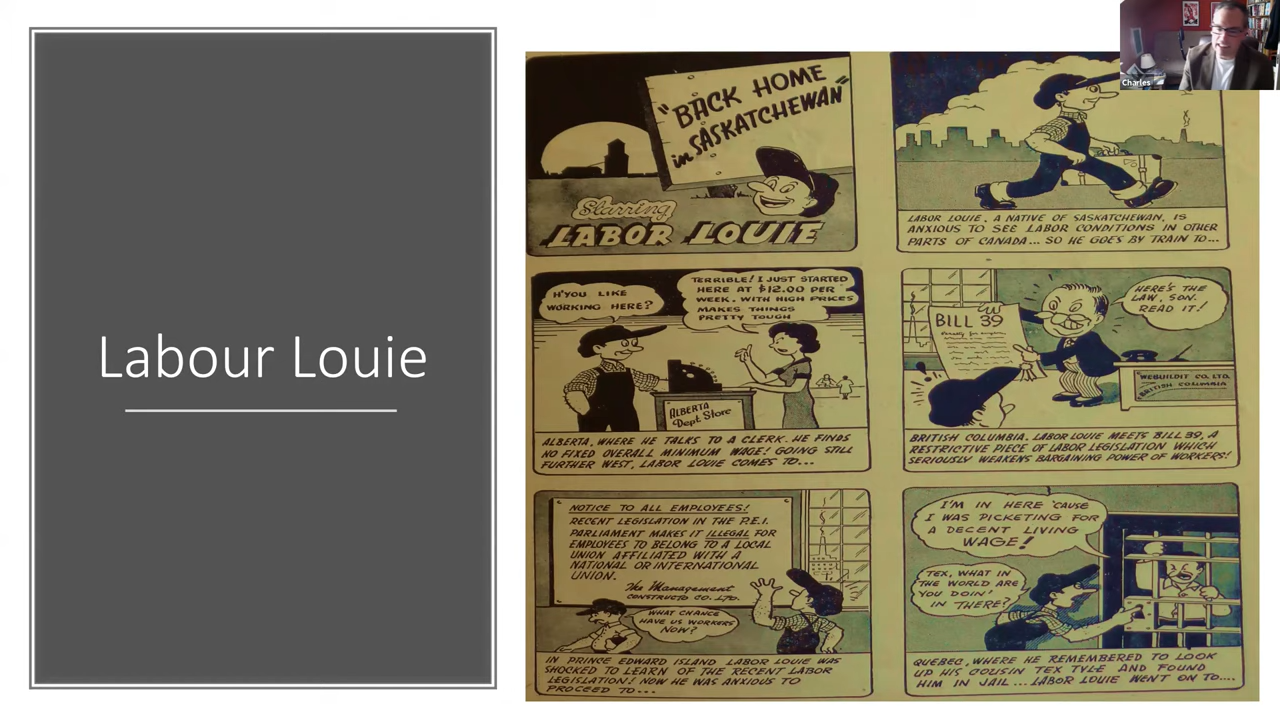 Labour Louie
Charles
"BACK HOME
in SASKATCHEWAN"
Starring
LABOR LOUIE
LABOR LOUIE, A NATIVE OF SASKATCHEWAN, IS
ANXIOUS TO SEE LABOR CONDITIONS IN OTHER
PARTS OF CANADA... SO HE GOES BY TRAIN TO...
H'YOU LIKE
WORKING HERE?
TERRIBLE! I JUST STARTED
HERE AT $12.00 PER
WEEK, WITH HIGH PRICES
MAKES THINGS
PRETTY TOUGH
ALBERTA
Dept Store
ALBERTA, WHERE HE TALKS TO A CLERK. HE FINDS
NO FIXED OVERALL MINIMUM WAGE! GOING STILL
FURTHER WEST, LABOR LOUIE COMES TO...
BILL 39
HERE'S THE
LAW, SON.
READ IT!
WEBUILDIT CO. LTD.
BRITISH COLUMBIA
BRITISH COLUMBIA. LABOR LOUIE MEETS BILL 39, A
RESTRICTIVE PIECE OF LABOR LEGISLATION WHICH
SERIOUSLY WEAKENS BARGAINING POWER OF WORKERS!
NOTICE TO ALL EMPLOYEES!
RECENT LEGISLATION IN THE P.E.I.
PARLIAMENT MAKES IT ILLEGAL FOR
EMPLOYEES TO BELONG TO A LOCAL
UNION AFFILIATED WITH A
NATIONAL OR INTERNATIONAL
UNION.
The Management
CONSTRUCTO CO. LTD.
WHAT CHANCE
HAVE US WORKERS
NOW?
IN PRINCE EDWARD ISLAND LABOR LOUIE WAS
SHOCKED TO LEARN OF THE RECENT LABOR
LEGISLATION! NOW HE WAS ANXIOUS TO
PROCEED TO...
I'M IN HERE 'CAUSE
I WAS PICKETING FOR
A DECENT LIVING
WAGE!
TEX, WHAT IN
THE WORLD ARE
YOU DOIN'
IN THERE?
QUEBEC, WHERE HE REMEMBERED TO LOOK
UP HIS COUSIN TEX TYLE AND FOUND
HIM IN JAIL... LABOR LOUIE WENT ON TO....